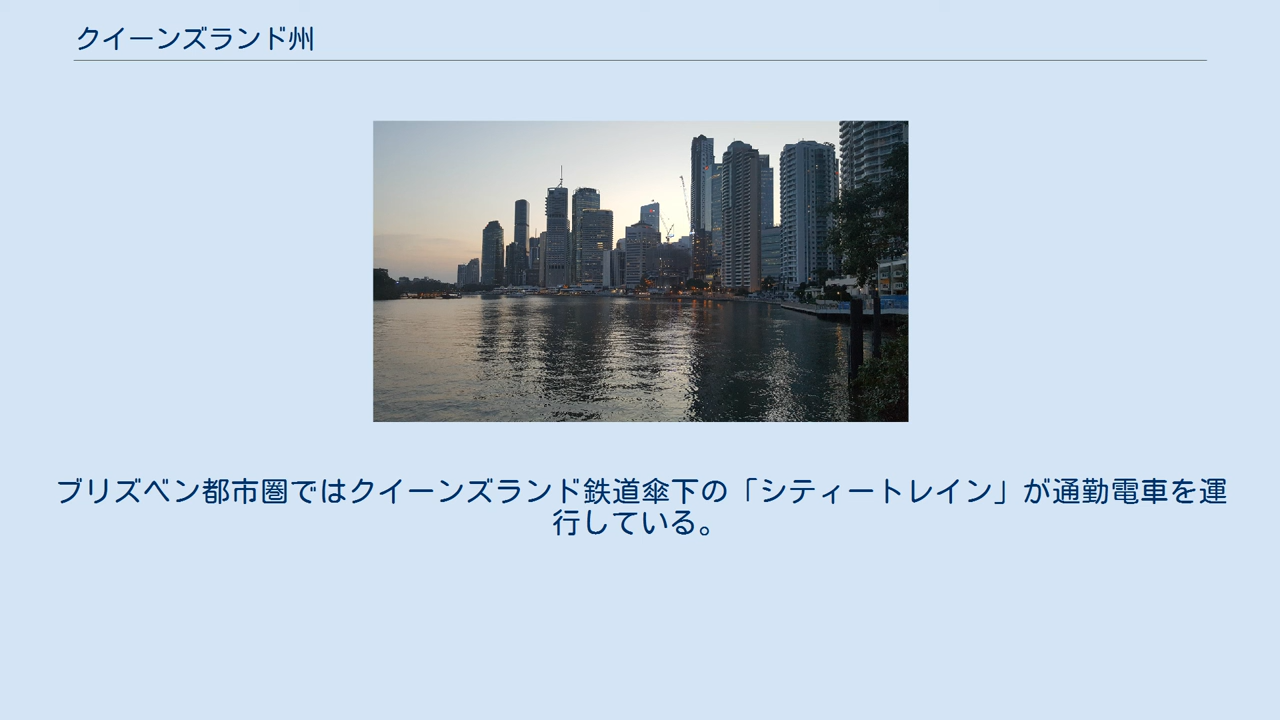 クイーンズランド州
ブリズベン都市圏ではクイーンズランド鉄道傘下の「シティートレイン」が通勤電車を運
行している。